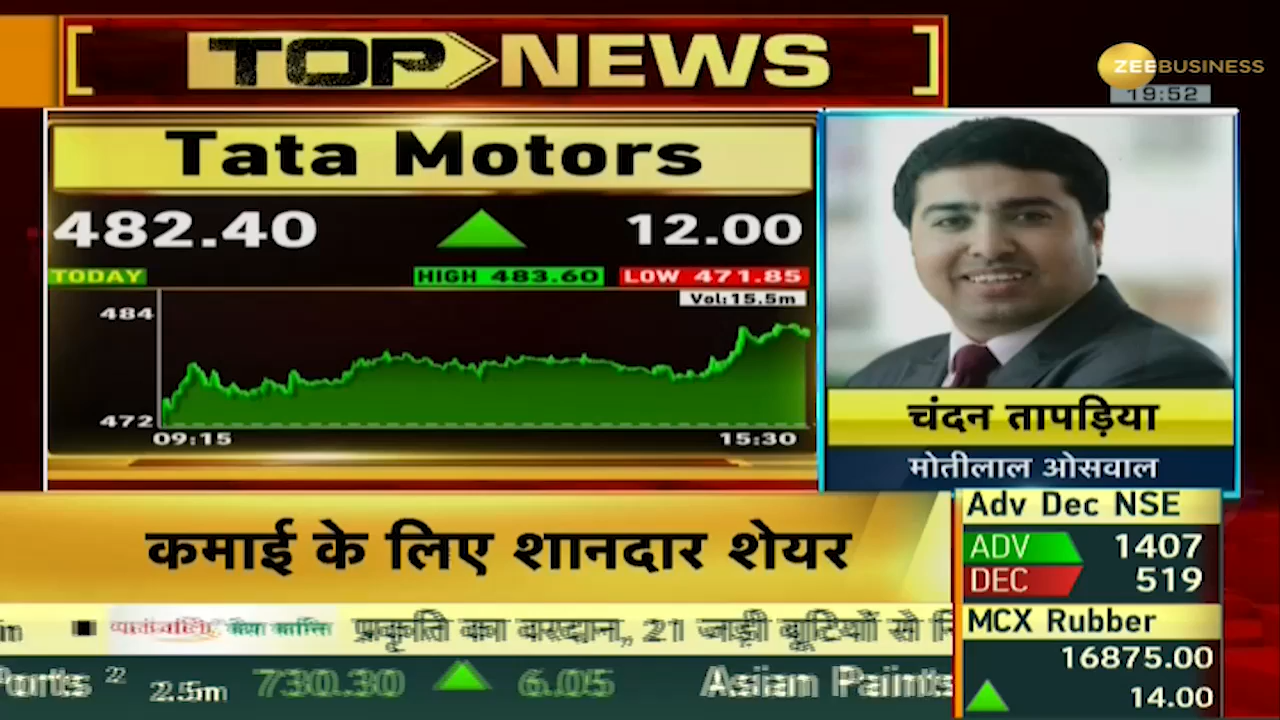 TOP NEWS
ZEEBUSINESS
19:52
Tata Motors
482.40 12.00
TODAY HIGH 483.60 LOW 471.85
Vol:15.5m
484
472
09:15 15:30
चंदन तापड़िया
मोतीलाल ओसवाल
कमाई के लिए शानदार शेयर
Adv Dec NSE
ADV 1407
DEC 519
MCX Rubber
16875.00
14.00
प्रकृति का वरदान,, 21 जड़ी बूटियों से
2.5m 730.30 6.05 Asian Paints